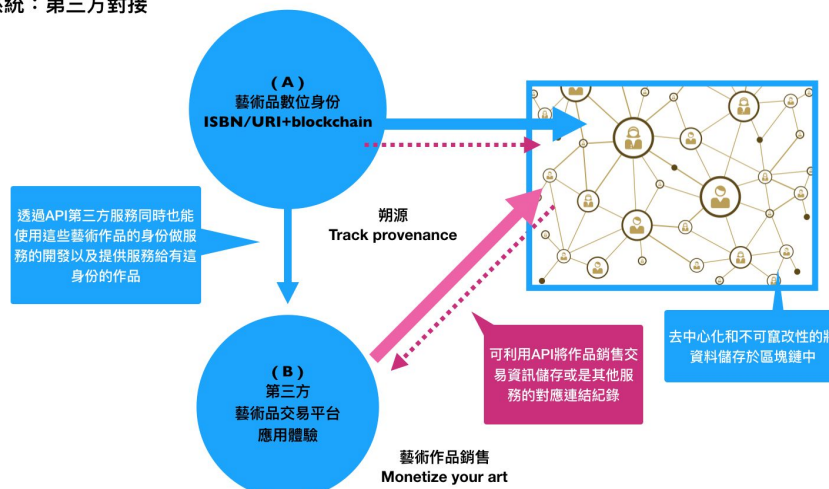 統：第三方對接
(A)
藝術品數位身份
ISBN/URI+blockchain
透過API第三方服務同時也能
使用這些藝術作品的身份做服
務的開發以及提供服務給有這
身份的作品
朔源
Track provenance
去中心化和不可竄改性的
資料儲存於區塊鏈中
可利用API將作品銷售交
易資訊儲存或是其他服
務的對應連結紀錄
(B)
第三方
藝術品交易平台
應用體驗
藝術作品銷售
Monetize your art